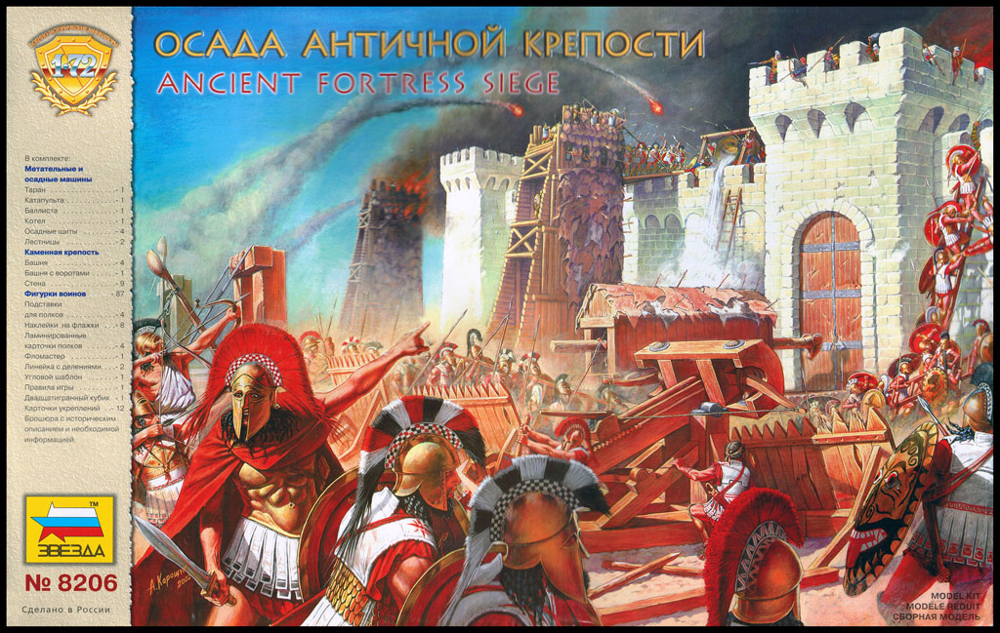 ОСАДА АНТИЧНОЙ КРЕПОСТИ
ANCIENT FORTRESS SIEGE
1:72
В комплекте:
Метательные и
осадные машины
Таран - 1
Катапульта - 1
Баллиста - 1
Котел - 1
Осадные щиты - 4
Лестницы - 2
Каменная крепость
Башня - 4
Башня с воротами - 1
Стена - 9
Фигурки воинов - 87
Подставки
для полков - 4
Наклейки на флажки - 8
Ламинированные
карточки полков - 4
Фломастер - 1
Линейка с делениями - 2
Угловой шаблон - 1
Правила игры - 1
Двадцатигранный кубик - 1
Карточки укреплений - 12
Брошюра с историческим
описанием и необходимой
информацией.
ЗВЕЗДА
TM
№ 8206
Сделано в России
MODEL KIT
MODELE REDUIT
СБОРНАЯ МОДЕЛЬ